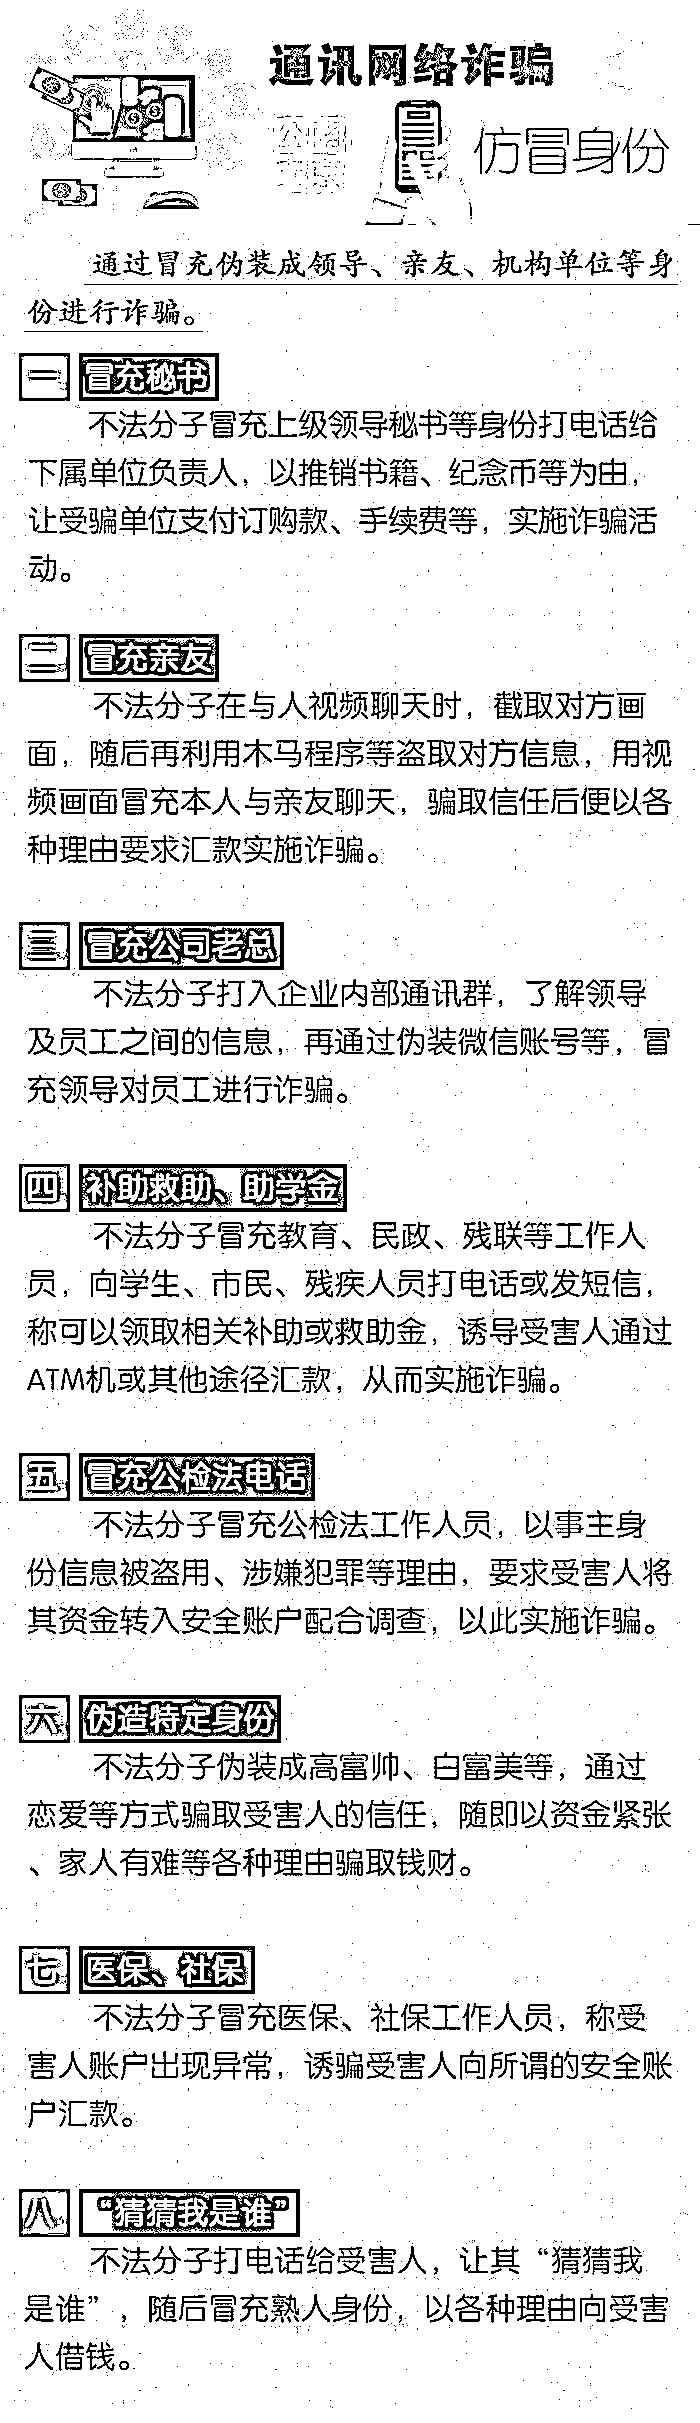 通讯网络诈骗
仿冒身份
通过冒充伪装成领导、亲友、机构单位等身
份进行诈骗。
一 冒充秘书
不法分子冒充上级领导秘书等身份打电话给
下属单位负责人，以推销书籍、纪念币等为由，
让受骗单位支付订购款、手续费等，实施诈骗活
动。
二 冒充亲友
不法分子在与人视频聊天时，截取对方画
面，随后再利用木马程序等盗取对方信息，用视
频画面冒充本人与亲友聊天，骗取信任后便以各
种理由要求汇款实施诈骗。
三 冒充公司老总
不法分子打入企业内部通讯群，了解领导
及员工之间的信息，再通过伪装微信账号等，冒
充领导对员工进行诈骗。
四 补助救助、助学金
不法分子冒充教育、民政、残联等工作人
员，向学生、市民、残疾人员打电话或发短信，
称可以领取相关补助或救助金，诱导受害人通过
ATM机或其他途径汇款，从而实施诈骗。
五 冒充公检法电话
不法分子冒充公检法工作人员，以事主身
份信息被盗用、涉嫌犯罪等理由，要求受害人将
其资金转入安全账户配合调查，以此实施诈骗。
六 伪造特定身份
不法分子伪装成高富帅、白富美等，通过
恋爱等方式骗取受害人的信任，随即以资金紧张
、家人有难等各种理由骗取钱财。
七 医保、社保
不法分子冒充医保、社保工作人员，称受
害人账户出现异常，诱骗受害人向所谓的安全账
户汇款。
八 “猜猜我是谁”
不法分子打电话给受害人，让其“猜猜我
是谁”，随后冒充熟人身份，以各种理由向受害
人借钱。